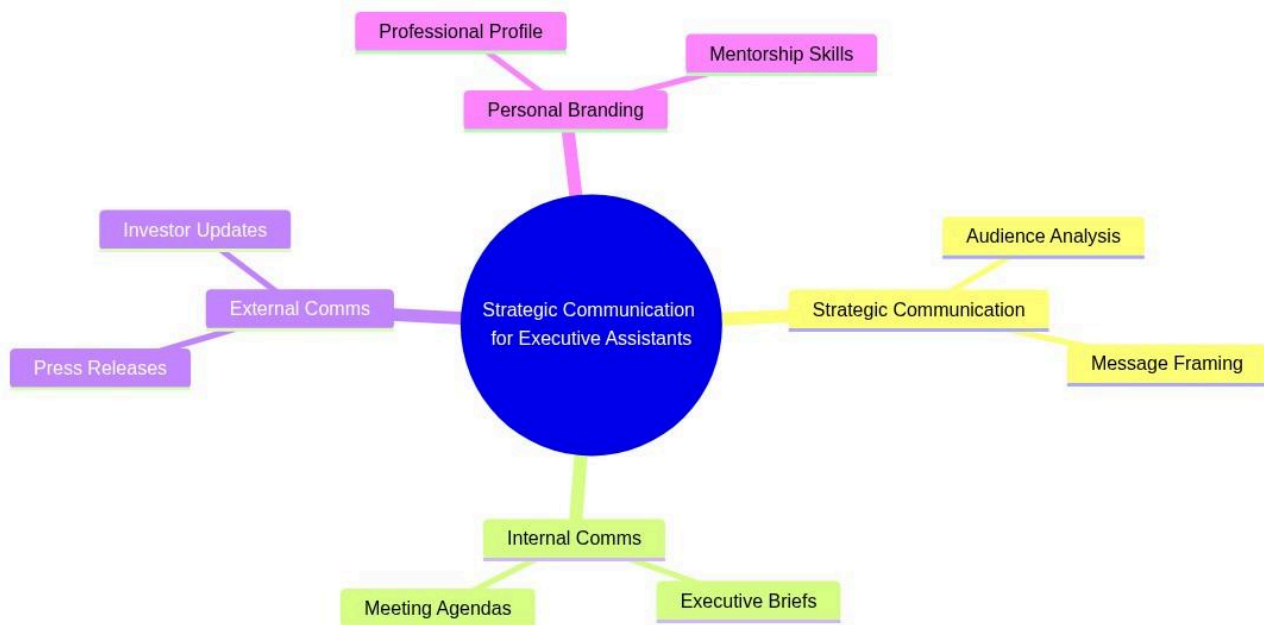 Professional Profile
Mentorship Skills
Personal Branding
Investor Updates
Audience Analysis
External Comms
Strategic Communication
for Executive Assistants
Strategic Communication
Press Releases
Message Framing
Internal Comms
Meeting Agendas
Executive Briefs